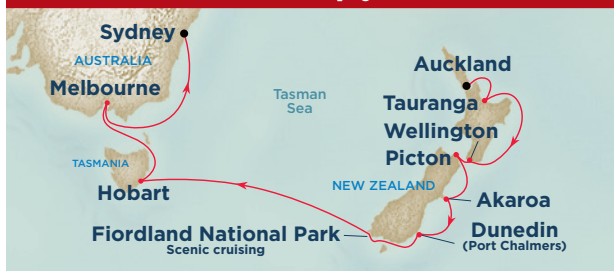 Sydney
AUSTRALIA
Melbourne
TASMANIA
Hobart
Tasman
Sea
Auckland
Tauranga
Wellington
Picton
NEW ZEALAND
Akaroa
Dunedin
(Port Chalmers)
Fiordland National Park
Scenic cruising